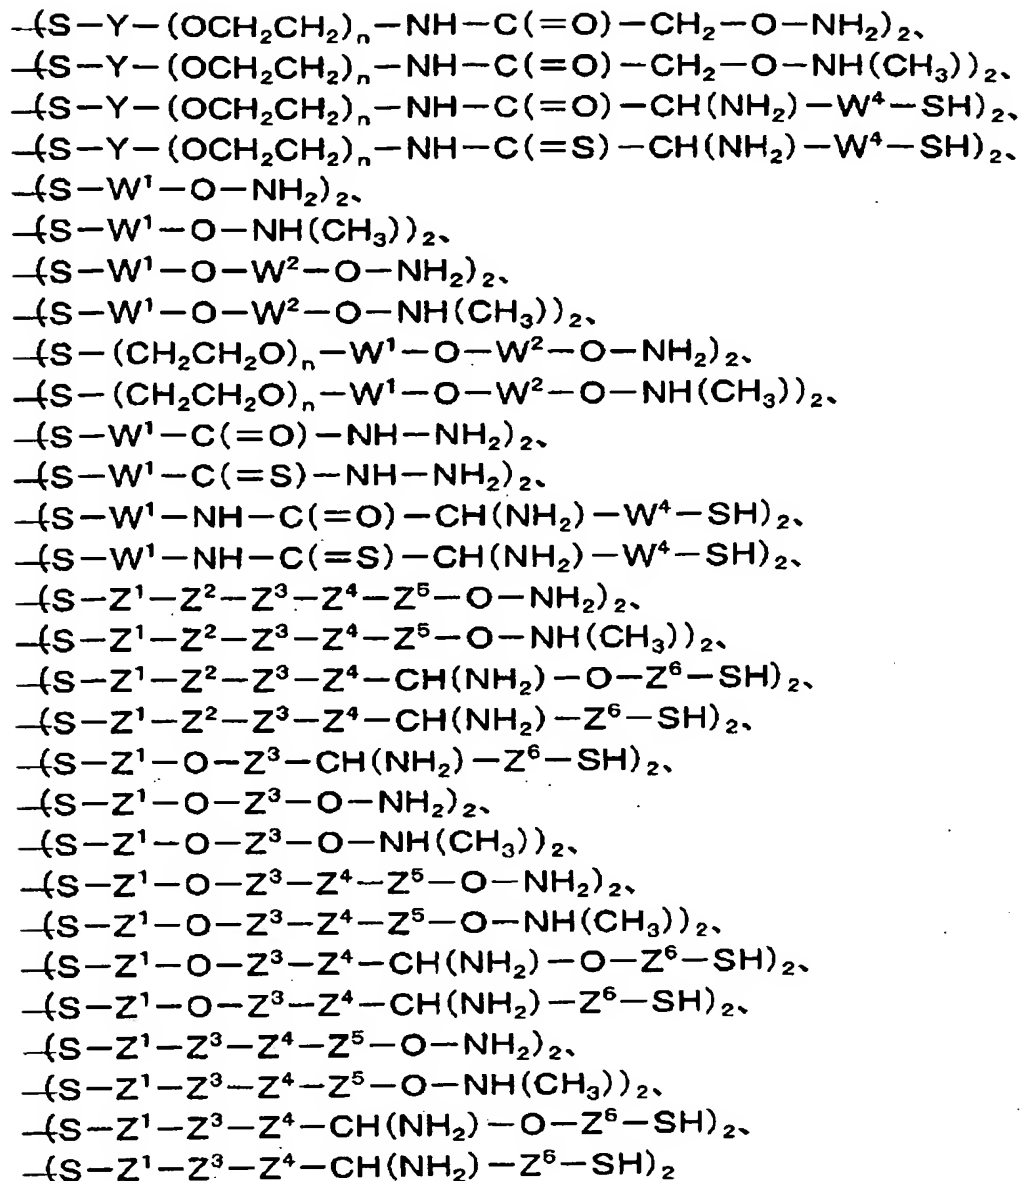 -(S-Y-(OCH₂CH₂)ₙ-NH-C(=O)-CH₂-O-NH₂)₂、
-(S-Y-(OCH₂CH₂)ₙ-NH-C(=O)-CH₂-O-NH(CH₃))₂、
-(S-Y-(OCH₂CH₂)ₙ-NH-C(=O)-CH(NH₂)-W⁴-SH)₂、
-(S-Y-(OCH₂CH₂)ₙ-NH-C(=S)-CH(NH₂)-W⁴-SH)₂、
-(S-W¹-O-NH₂)₂、
-(S-W¹-O-NH(CH₃))₂、
-(S-W¹-O-W²-O-NH₂)₂、
-(S-W¹-O-W²-O-NH(CH₃))₂、
-(S-(CH₂CH₂O)ₙ-W¹-O-W²-O-NH₂)₂、
-(S-(CH₂CH₂O)ₙ-W¹-O-W²-O-NH(CH₃))₂、
-(S-W¹-C(=O)-NH-NH₂)₂、
-(S-W¹-C(=S)-NH-NH₂)₂、
-(S-W¹-NH-C(=O)-CH(NH₂)-W⁴-SH)₂、
-(S-W¹-NH-C(=S)-CH(NH₂)-W⁴-SH)₂、
-(S-Z¹-Z²-Z³-Z⁴-Z⁵-O-NH₂)₂、
-(S-Z¹-Z²-Z³-Z⁴-Z⁵-O-NH(CH₃))₂、
-(S-Z¹-Z²-Z³-Z⁴-CH(NH₂)-O-Z⁶-SH)₂、
-(S-Z¹-Z²-Z³-Z⁴-CH(NH₂)-Z⁶-SH)₂、
-(S-Z¹-O-Z³-CH(NH₂)-Z⁶-SH)₂、
-(S-Z¹-O-Z³-O-NH₂)₂、
-(S-Z¹-O-Z³-O-NH(CH₃))₂、
-(S-Z¹-O-Z³-Z⁴-Z⁵-O-NH₂)₂、
-(S-Z¹-O-Z³-Z⁴-Z⁵-O-NH(CH₃))₂、
-(S-Z¹-O-Z³-Z⁴-CH(NH₂)-O-Z⁶-SH)₂、
-(S-Z¹-O-Z³-Z⁴-CH(NH₂)-Z⁶-SH)₂、
-(S-Z¹-Z³-Z�4-Z⁵-O-NH₂)₂、
-(S-Z¹-Z³-Z⁴-Z⁵-O-NH(CH₃))₂、
-(S-Z¹-Z³-Z⁴-CH(NH₂)-O-Z⁶-SH)₂、
-(S-Z¹-Z³-Z⁴-CH(NH₂)-Z⁶-SH)₂